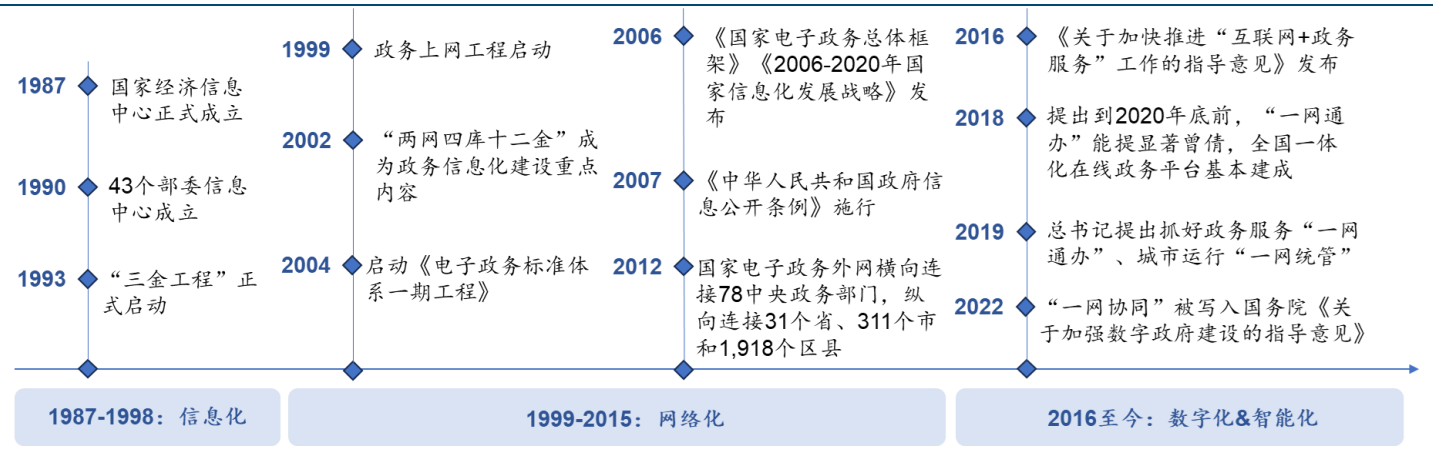 1987
国家经济信息
中心正式成立
1990
43个部委信息
中心成立
1993
“三金工程”正
式启动
1999
政务上网工程启动
2002
“两网四库十二金”成
为政务信息化建设重点
内容
2004
启动《电子政务标准体
系一期工程》
2006
《国家电子政务总体框
架》《2006-2020年国
家信息化发展战略》发
布
2007
《中华人民共和国政府信
息公开条例》施行
2012
国家电子政务外网横向连
接78中央政务部门，纵
向连接31个省、311个市
和1,918个区县
2016
《关于加快推进“互联网+政务
服务”工作的指导意见》发布
2018
提出到2020年底前，“一网通
办”能提显著曾倩，全国一体
化在线政务平台基本建成
2019
总书记提出抓好政务服务“一网
通办”、城市运行“一网统管”
2022
“一网协同”被写入国务院《关
于加强数字政府建设的指导意见》
1987-1998：信息化
1999-2015：网络化
2016至今：数字化&智能化